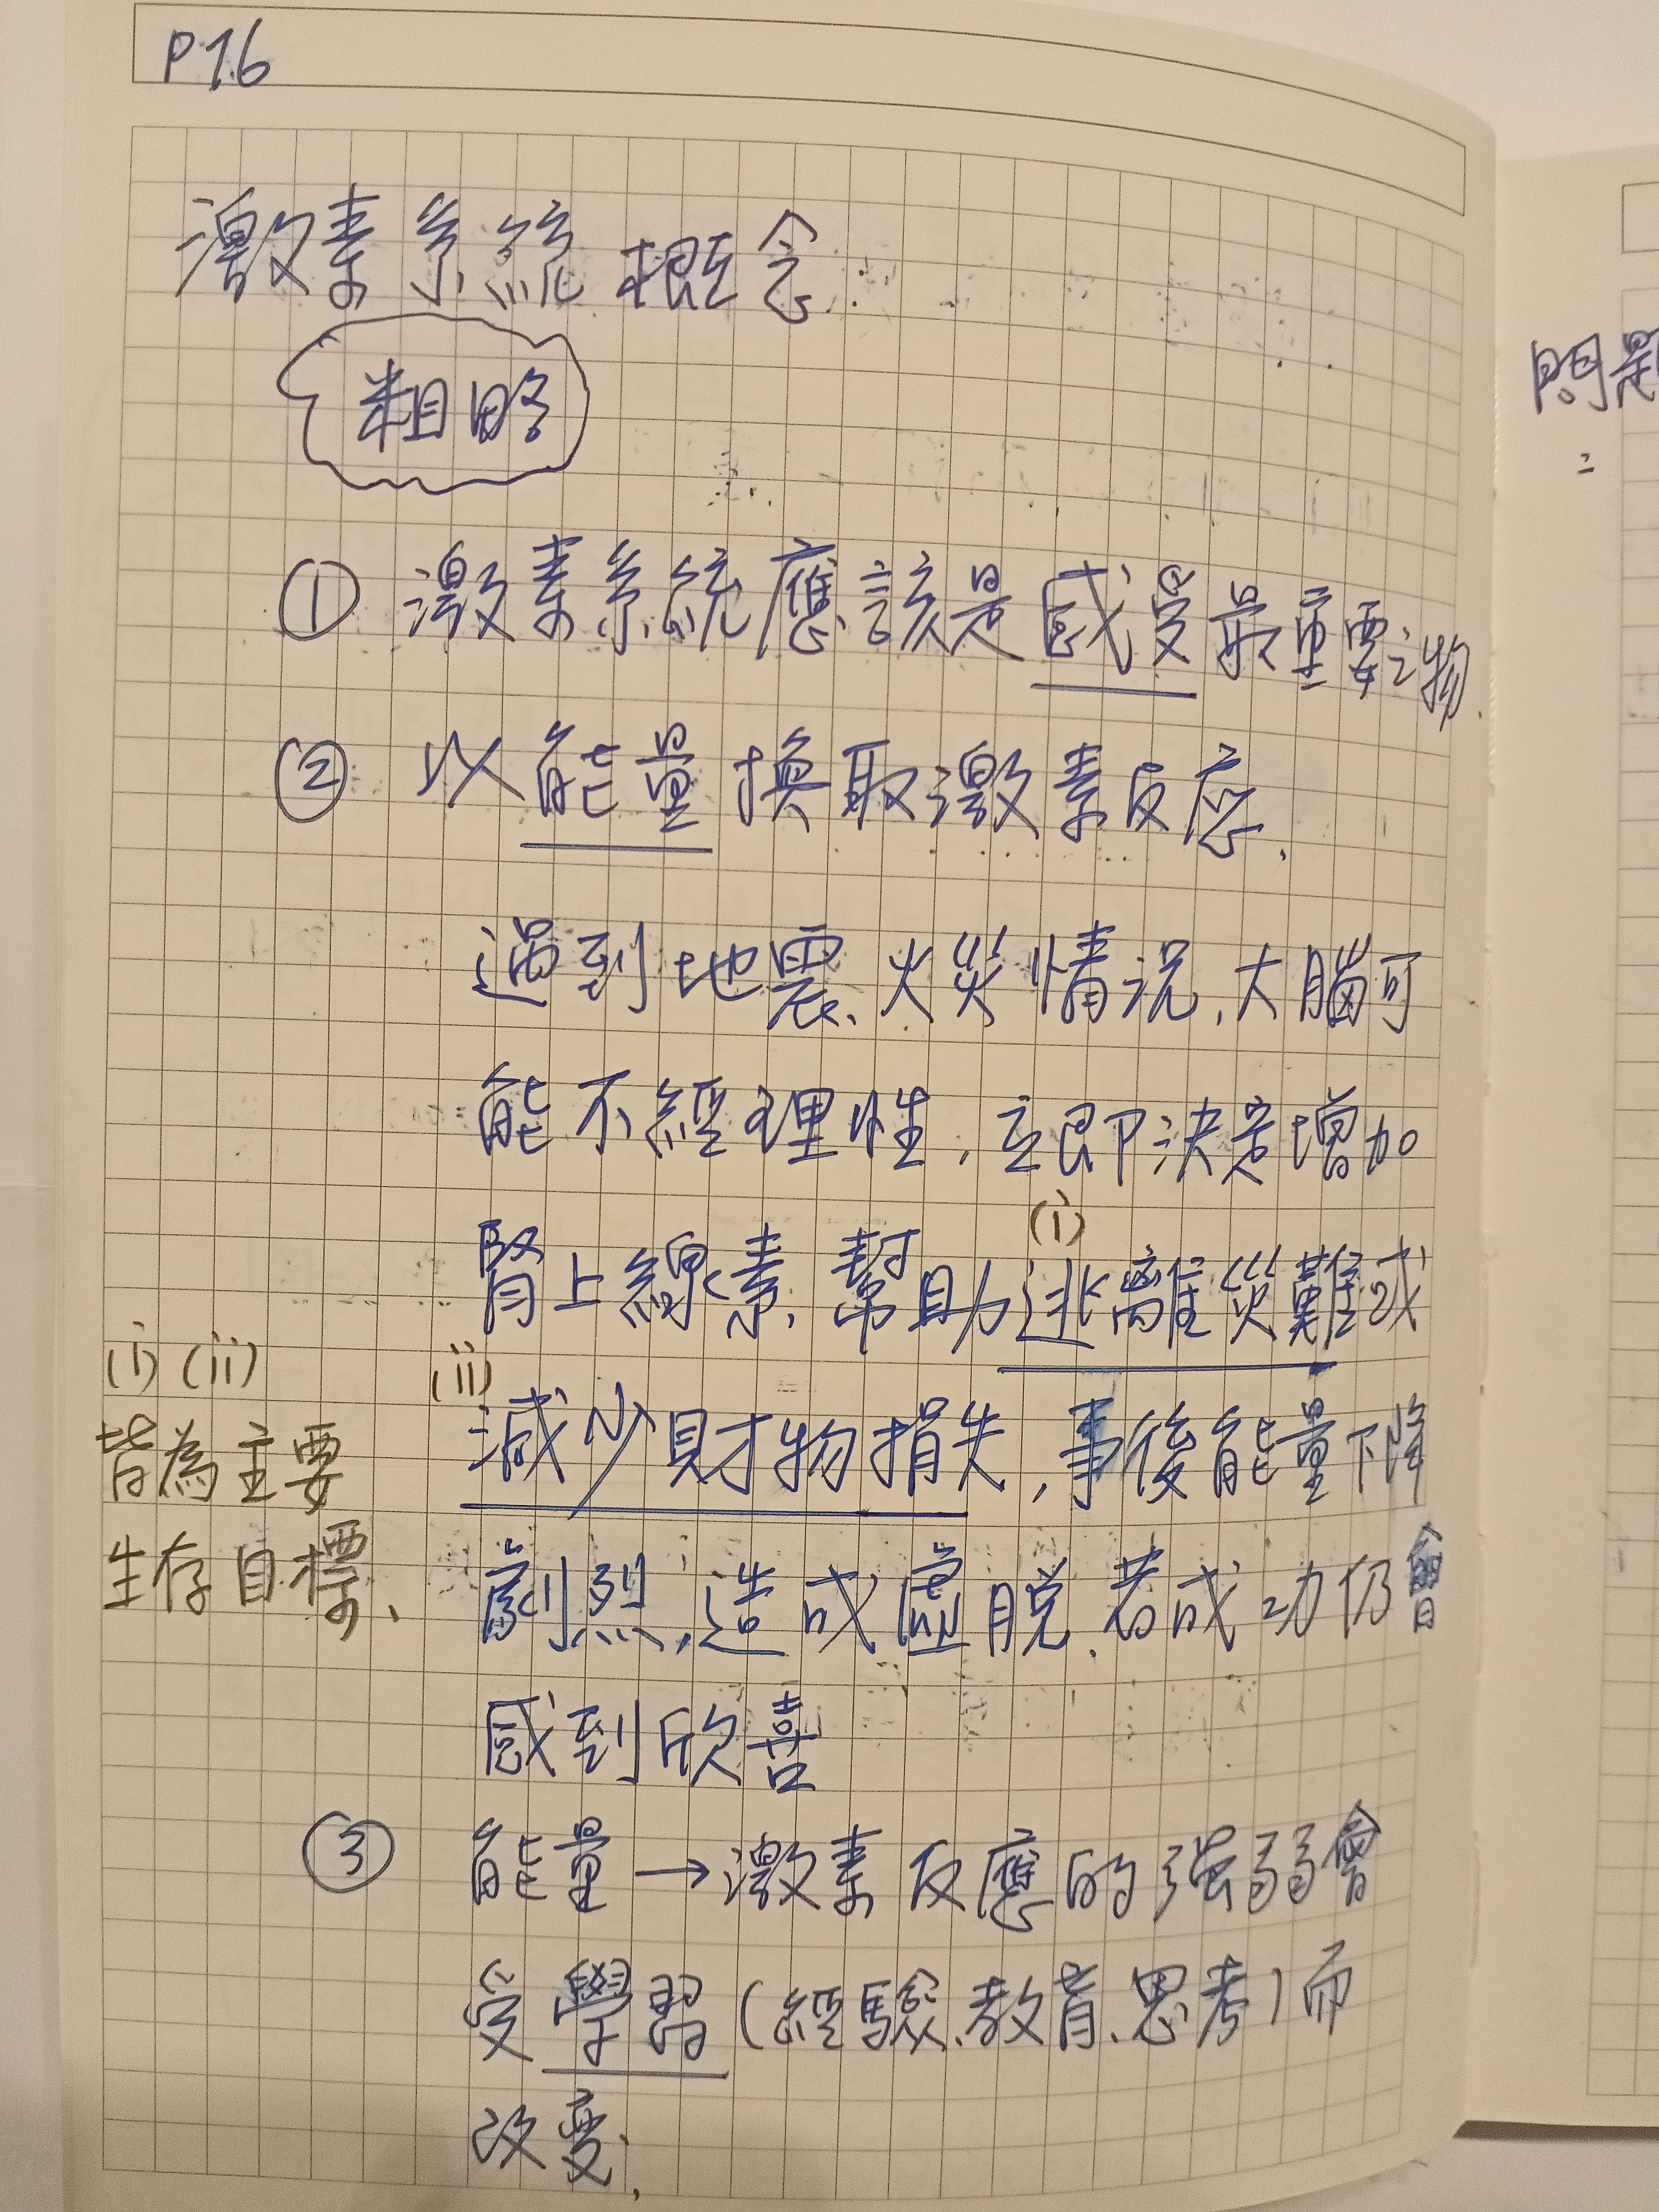 P76
激素系統概念
粗略
① 激素系統應該是感受最重要之物.
② 以能量換取激素反應.
遇到地震、火災情況,大腦可
能不經理性,立即決定增加
腎上線素,幫助(i)逃離災難或
(ii)減少財物損失,事後能量下降
劇烈,造成虛脫,若成功仍會
感到欣喜
(i) (ii)
皆為主要
生存目標、
③ 能量→激素反應的強弱會
受學習(經驗、教育、思考)而
改變.
問題